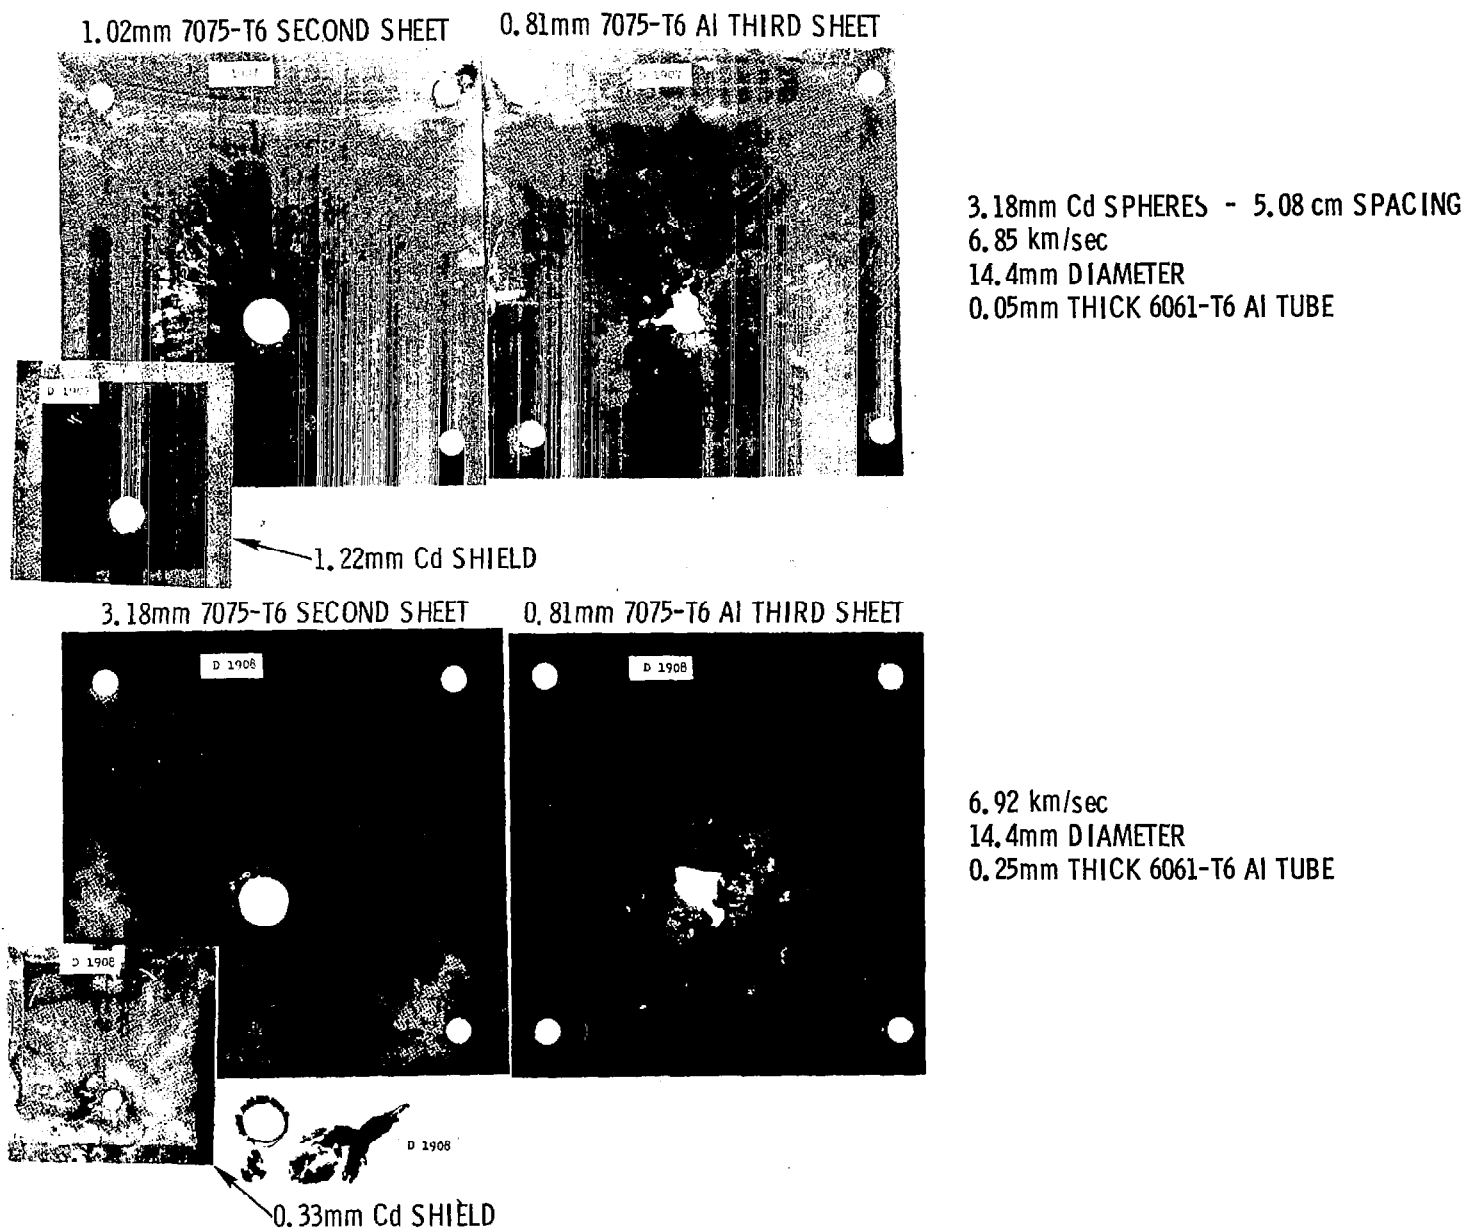 1.02mm 7075-T6 SECOND SHEET
0.81mm 7075-T6 Al THIRD SHEET
D 1907
3.18mm Cd SPHERES - 5.08 cm SPACING
6.85 km/sec
14.4mm DIAMETER
0.05mm THICK 6061-T6 Al TUBE
1.22mm Cd SHIELD
3.18mm 7075-T6 SECOND SHEET
0.81mm 7075-T6 Al THIRD SHEET
D 1908
D 1908
6.92 km/sec
14.4mm DIAMETER
0.25mm THICK 6061-T6 Al TUBE
D 1908
D 1908
0.33mm Cd SHIELD